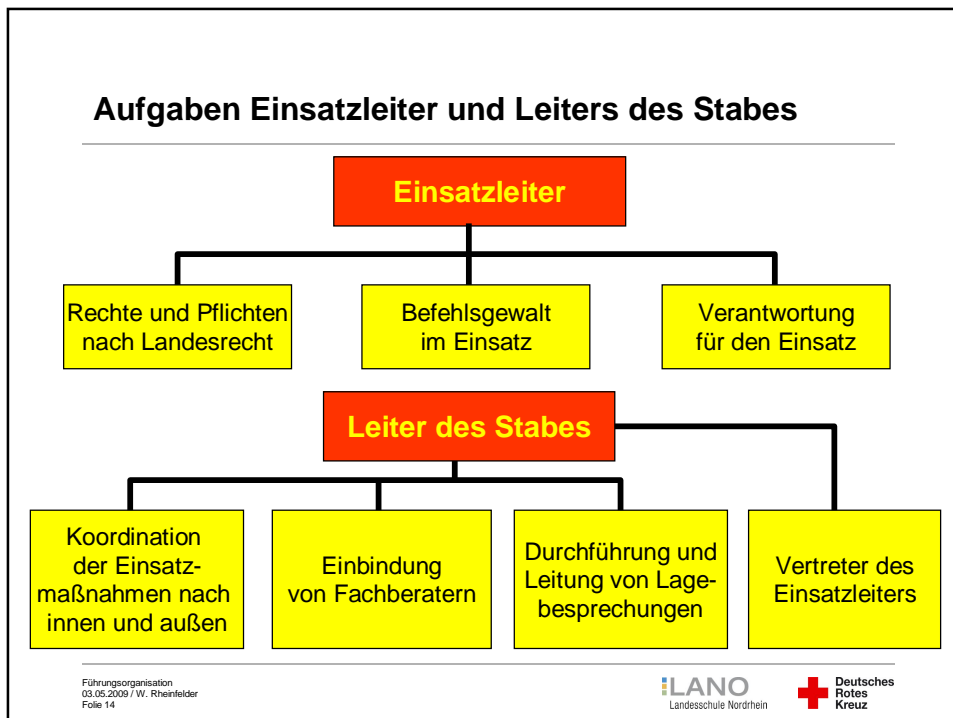 Aufgaben Einsatzleiter und Leiters des Stabes
Einsatzleiter
Rechte und Pflichten
nach Landesrecht
Befehlsgewalt
im Einsatz
Verantwortung
für den Einsatz
Leiter des Stabes
Koordination
der Einsatz-
maßnahmen nach
innen und außen
Einbindung
von Fachberatern
Durchführung und
Leitung von Lage-
besprechungen
Vertreter des
Einsatzleiters
Führungsorganisation
03.05.2009 / W. Rheinfelder
Folie 14
LANO
Landesschule Nordrhein
Deutsches
Rotes
Kreuz